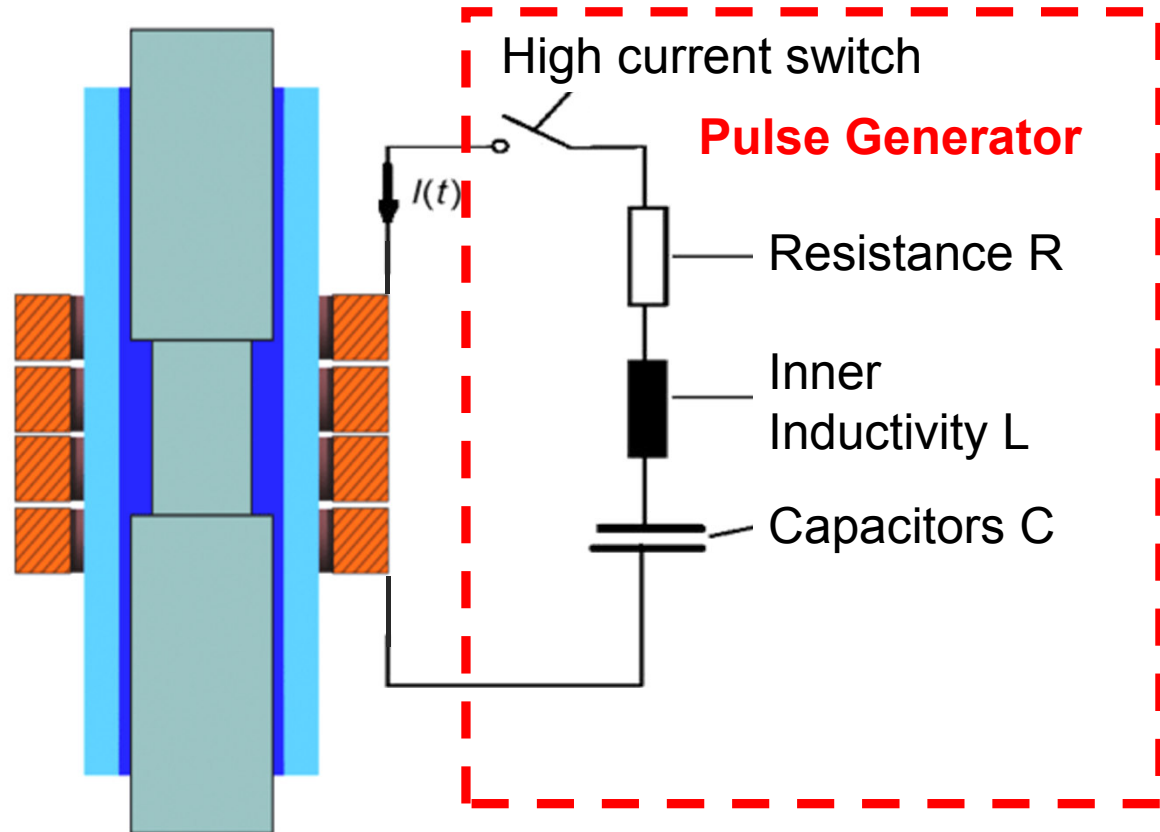 High current switch
Pulse Generator
I(t)
Resistance R
Inner
Inductivity L
Capacitors C